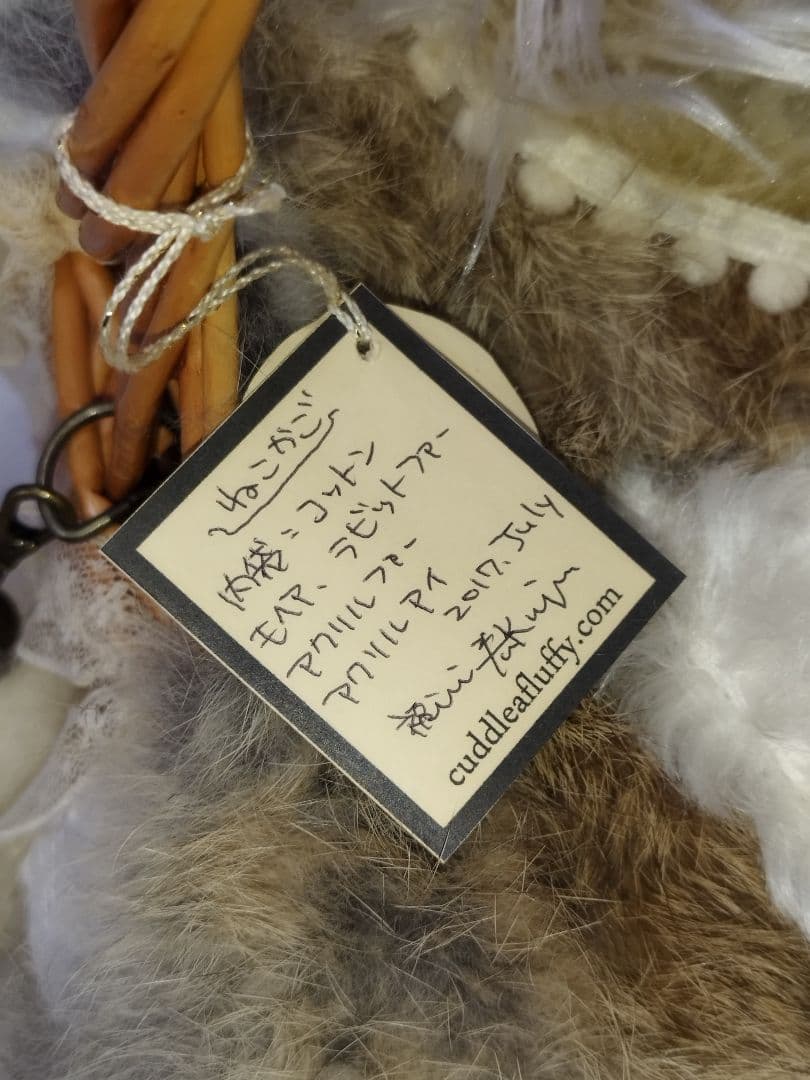 ねこかご
内袋:コットン
モヘア、ラビットファー
アクリルファー
アクリルアイ
2017. July
cuddleafluffy.com